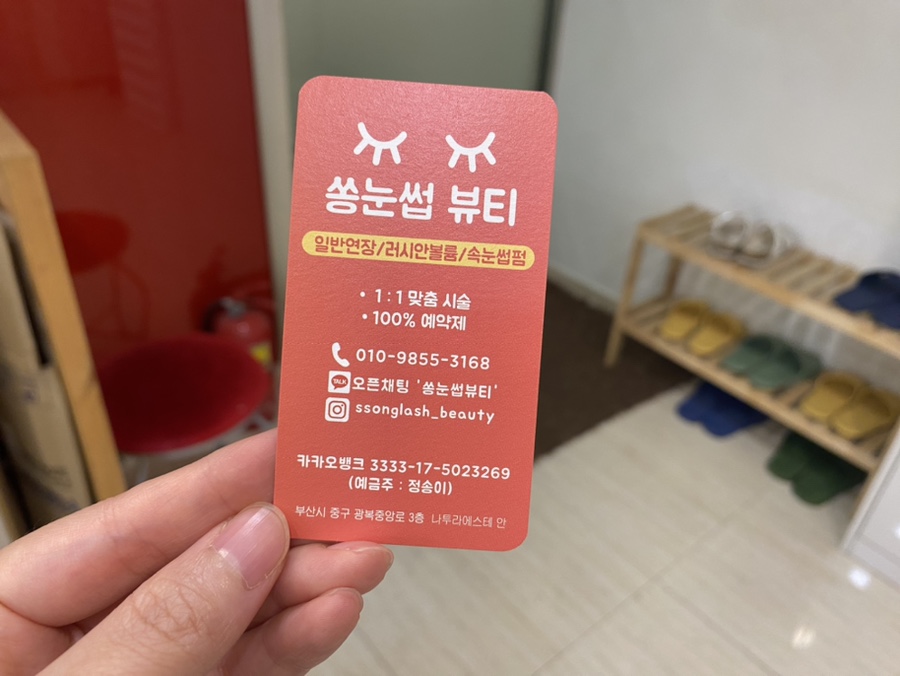 쏭눈썹 뷰티
일반연장/러시안볼륨/속눈썹펌
• 1:1 맞춤 시술
• 100% 예약제
010-9855-3168
TALK 오픈채팅 '쏭눈썹뷰티'
ssonglash_beauty
카카오뱅크 3333-17-5023269
(예금주 : 정송이)
부산시 중구 광복중앙로 3층 나투라에스테 안